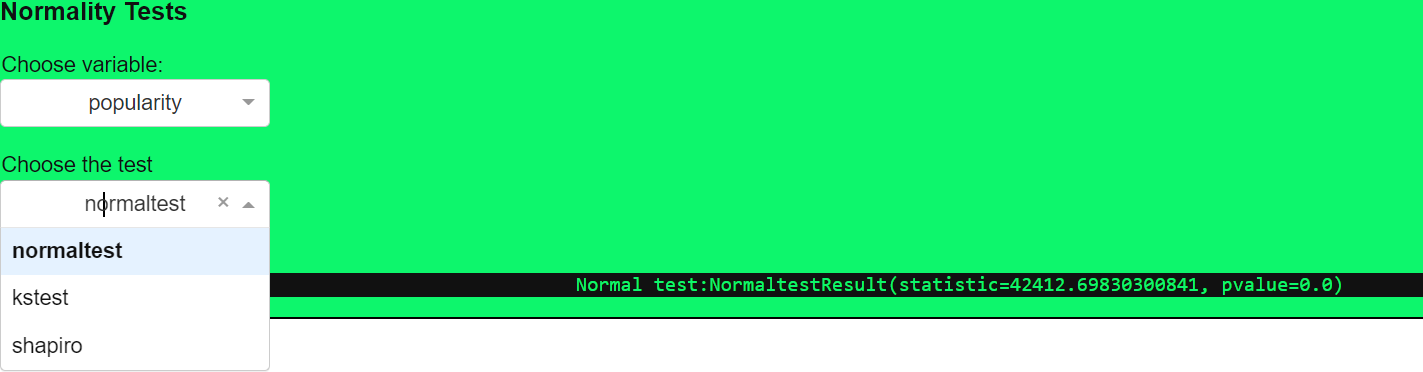 Normality Tests
Choose variable:
popularity
Choose the test
normaltest ×
normaltest
kstest
shapiro
Normal test:NormaltestResult(statistic=42412.69830300841, pvalue=0.0)